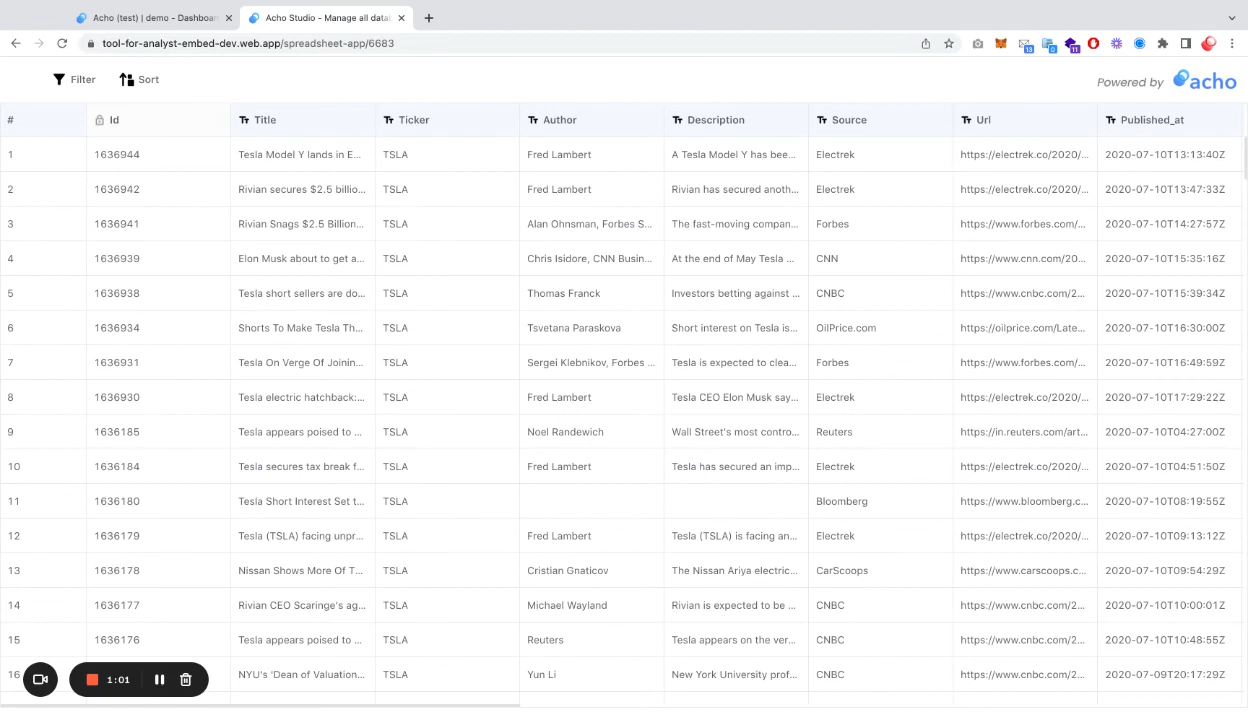 Acho (test) | demo - Dashboar
Acho Studio - Manage all datab
tool-for-analyst-embed-dev.web.app/spreadsheet-app/6683
13
0
11
Filter Sort
Powered by acho
# Id Title Ticker Author Description Source Url Published_at
1 1636944 Tesla Model Y lands in E... TSLA Fred Lambert A Tesla Model Y has bee... Electrek https://electrek.co/2020/... 2020-07-10T13:13:40Z
2 1636942 Rivian secures $2.5 billio... TSLA Fred Lambert Rivian has secured anoth... Electrek https://electrek.co/2020/... 2020-07-10T13:47:33Z
3 1636941 Rivian Snags $2.5 Billion... TSLA Alan Ohnsman, Forbes S... The fast-moving compan... Forbes https://www.forbes.com/... 2020-07-10T14:27:57Z
4 1636939 Elon Musk about to get a... TSLA Chris Isidore, CNN Busin... At the end of May Tesla ... CNN https://www.cnn.com/20... 2020-07-10T15:35:16Z
5 1636938 Tesla short sellers are do... TSLA Thomas Franck Investors betting against ... CNBC https://www.cnbc.com/2... 2020-07-10T15:39:34Z
6 1636934 Shorts To Make Tesla Th... TSLA Tsvetana Paraskova Short interest on Tesla is... OilPrice.com https://oilprice.com/Late... 2020-07-10T16:30:00Z
7 1636931 Tesla On Verge Of Joinin... TSLA Sergei Klebnikov, Forbes ... Tesla is expected to clea... Forbes https://www.forbes.com/... 2020-07-10T16:49:59Z
8 1636930 Tesla electric hatchback:... TSLA Fred Lambert Tesla CEO Elon Musk say... Electrek https://electrek.co/2020/... 2020-07-10T17:29:22Z
9 1636185 Tesla appears poised to ... TSLA Noel Randewich Wall Street's most contro... Reuters https://in.reuters.com/art... 2020-07-10T04:27:00Z
10 1636184 Tesla secures tax break f... TSLA Fred Lambert Tesla has secured an imp... Electrek https://electrek.co/2020/... 2020-07-10T04:51:50Z
11 1636180 Tesla Short Interest Set t... TSLA Bloomberg https://www.bloomberg.c... 2020-07-10T08:19:55Z
12 1636179 Tesla (TSLA) facing unpr... TSLA Fred Lambert Tesla (TSLA) is facing an... Electrek https://electrek.co/2020/... 2020-07-10T09:13:12Z
13 1636178 Nissan Shows More Of T... TSLA Cristian Gnaticov The Nissan Ariya electric... CarScoops https://www.carscoops.c... 2020-07-10T09:54:29Z
14 1636177 Rivian CEO Scaringe's ag... TSLA Michael Wayland Rivian is expected to be ... CNBC https://www.cnbc.com/2... 2020-07-10T10:00:01Z
15 1636176 Tesla appears poised to ... TSLA Reuters Tesla appears on the ver... CNBC https://www.cnbc.com/2... 2020-07-10T10:48:55Z
16 NYU's 'Dean of Valuation... TSLA Yun Li New York University prof... CNBC https://www.cnbc.com/2... 2020-07-09T20:17:29Z
1:01